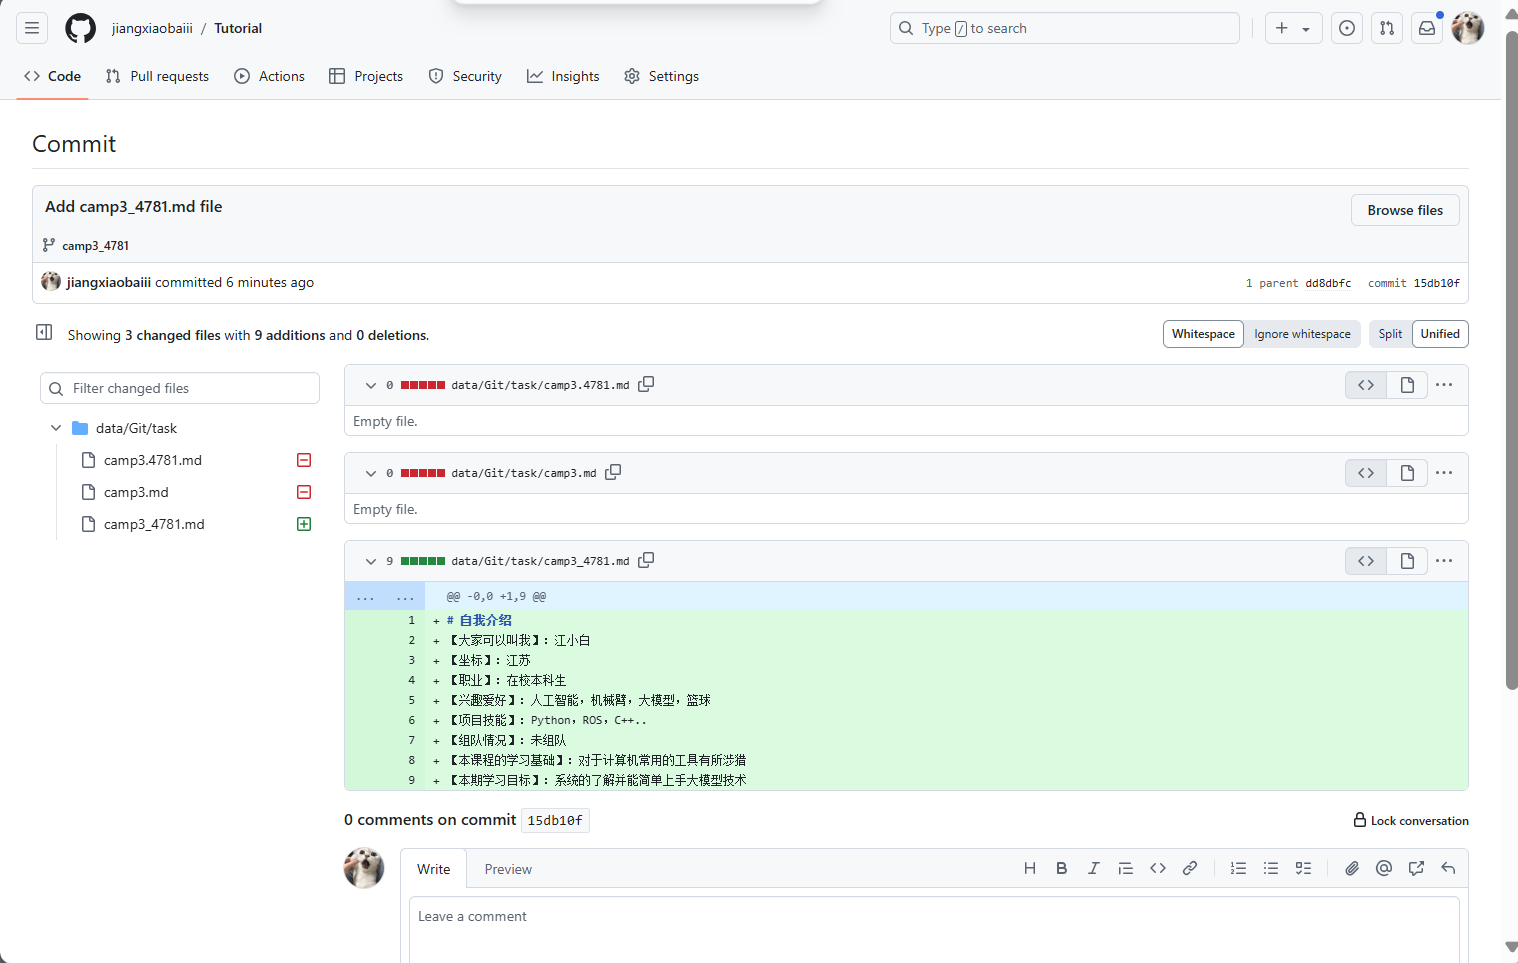 jiangxiaobaiii / Tutorial
Type / to search
Code
Pull requests
Actions
Projects
Security
Insights
Settings
Commit
Add camp3_4781.md file
Browse files
camp3_4781
jiangxiaobaiii committed 6 minutes ago
1 parent dd8dbfc commit 15db10f
Showing 3 changed files with 9 additions and 0 deletions.
Whitespace
Ignore whitespace
Split
Unified
Filter changed files
data/Git/task
camp3.4781.md
camp3.md
camp3_4781.md
0 data/Git/task/camp3.4781.md
Empty file.
0 data/Git/task/camp3.md
Empty file.
9 data/Git/task/camp3_4781.md
... ... @@ -0,0 +1,9 @@
1 + # 自我介绍
2 + 【大家可以叫我】：江小白
3 + 【坐标】：江苏
4 + 【职业】：在校本科生
5 + 【兴趣爱好】：人工智能，机械臂，大模型，篮球
6 + 【项目技能】：Python，ROS，C++..
7 + 【组队情况】：未组队
8 + 【本课程的学习基础】：对于计算机常用的工具有所涉猎
9 + 【本期学习目标】：系统的了解并能简单上手大模型技术
0 comments on commit 15db10f
Lock conversation
Write
Preview
Leave a comment